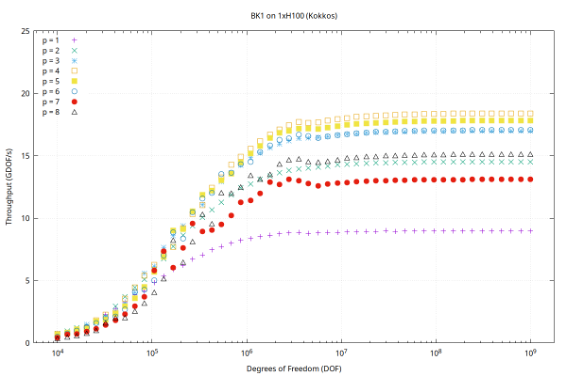 BK1 on 1xH100 (Kokkos)
25
20
15
10
5
0
Throughput (GDOF/s)
p = 1
p = 2
p = 3
p = 4
p = 5
p = 6
p = 7
p = 8
10⁴ 10⁵ 10⁶ 10⁷ 10⁸ 10⁹
Degrees of Freedom (DOF)